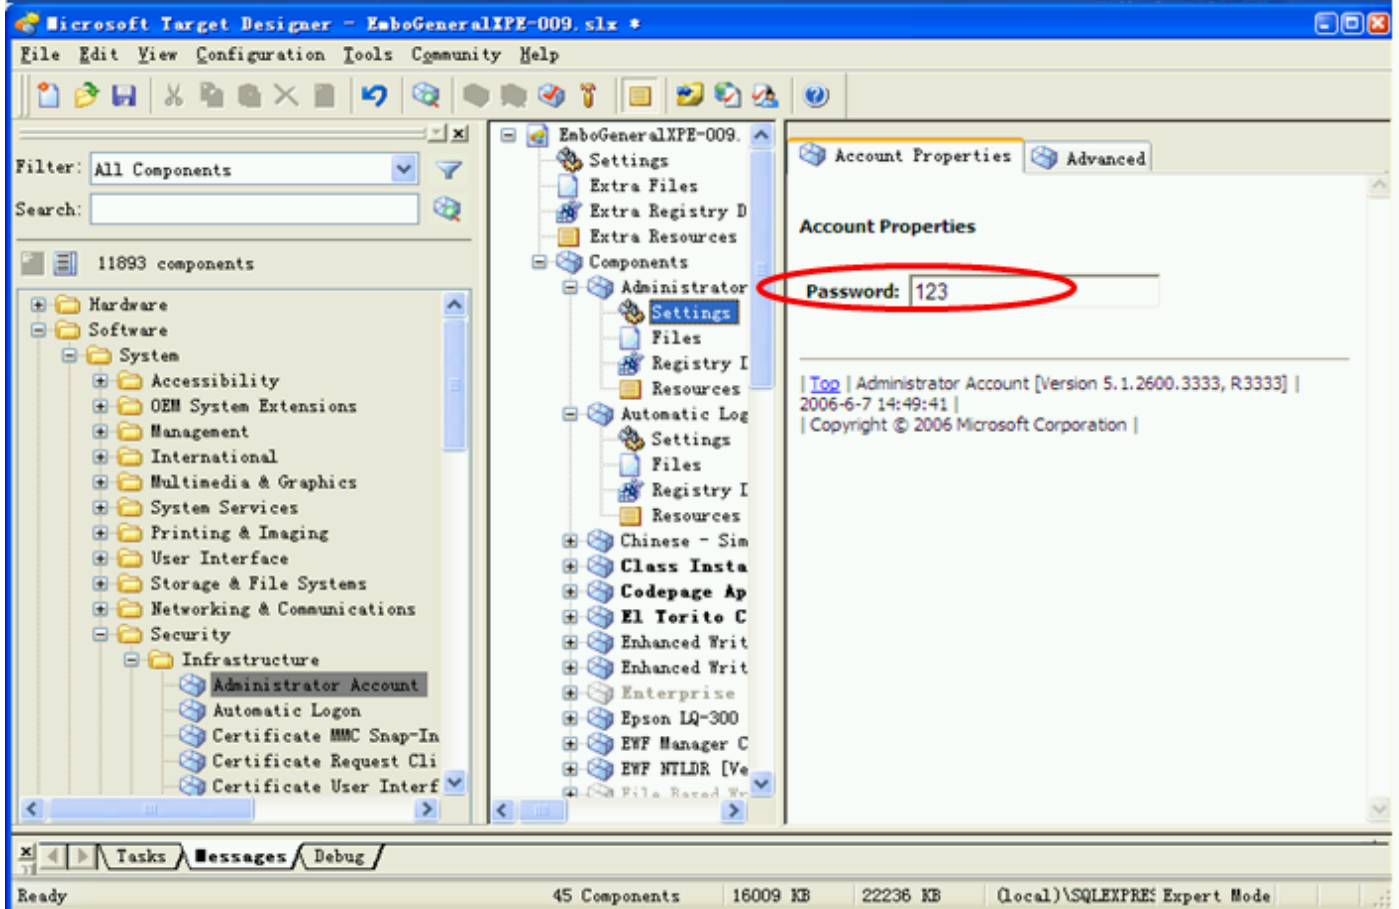 Microsoft Target Designer - EmboGeneralXPE-009.slx *
File Edit View Configuration Tools Community Help
Filter: All Components
Search:
11893 components
Hardware
Software
System
Accessibility
OEM System Extensions
Management
International
Multimedia & Graphics
System Services
Printing & Imaging
User Interface
Storage & File Systems
Networking & Communications
Security
Infrastructure
Administrator Account
Automatic Logon
Certificate MMC Snap-In
Certificate Request Cli
Certificate User Interf
EmboGeneralXPE-009.
Settings
Extra Files
Extra Registry D
Extra Resources
Components
Administrator
Settings
Files
Registry D
Resources
Automatic Log
Settings
Files
Registry D
Resources
Chinese - Sim
Class Insta
Codepage Ap
El Torito C
Enhanced Writ
Enhanced Writ
Enterprise
Epson LQ-300
EWF Manager C
EWF NTLDR [Ve
File Based Wr
Account Properties Advanced
Account Properties
Password: 123
| Top | Administrator Account [Version 5.1.2600.3333, R3333] |
2006-6-7 14:49:41 |
| Copyright © 2006 Microsoft Corporation |
Tasks Messages Debug
Ready 45 Components 16009 KB 22236 KB (local)\SQLEXPRES Expert Mode